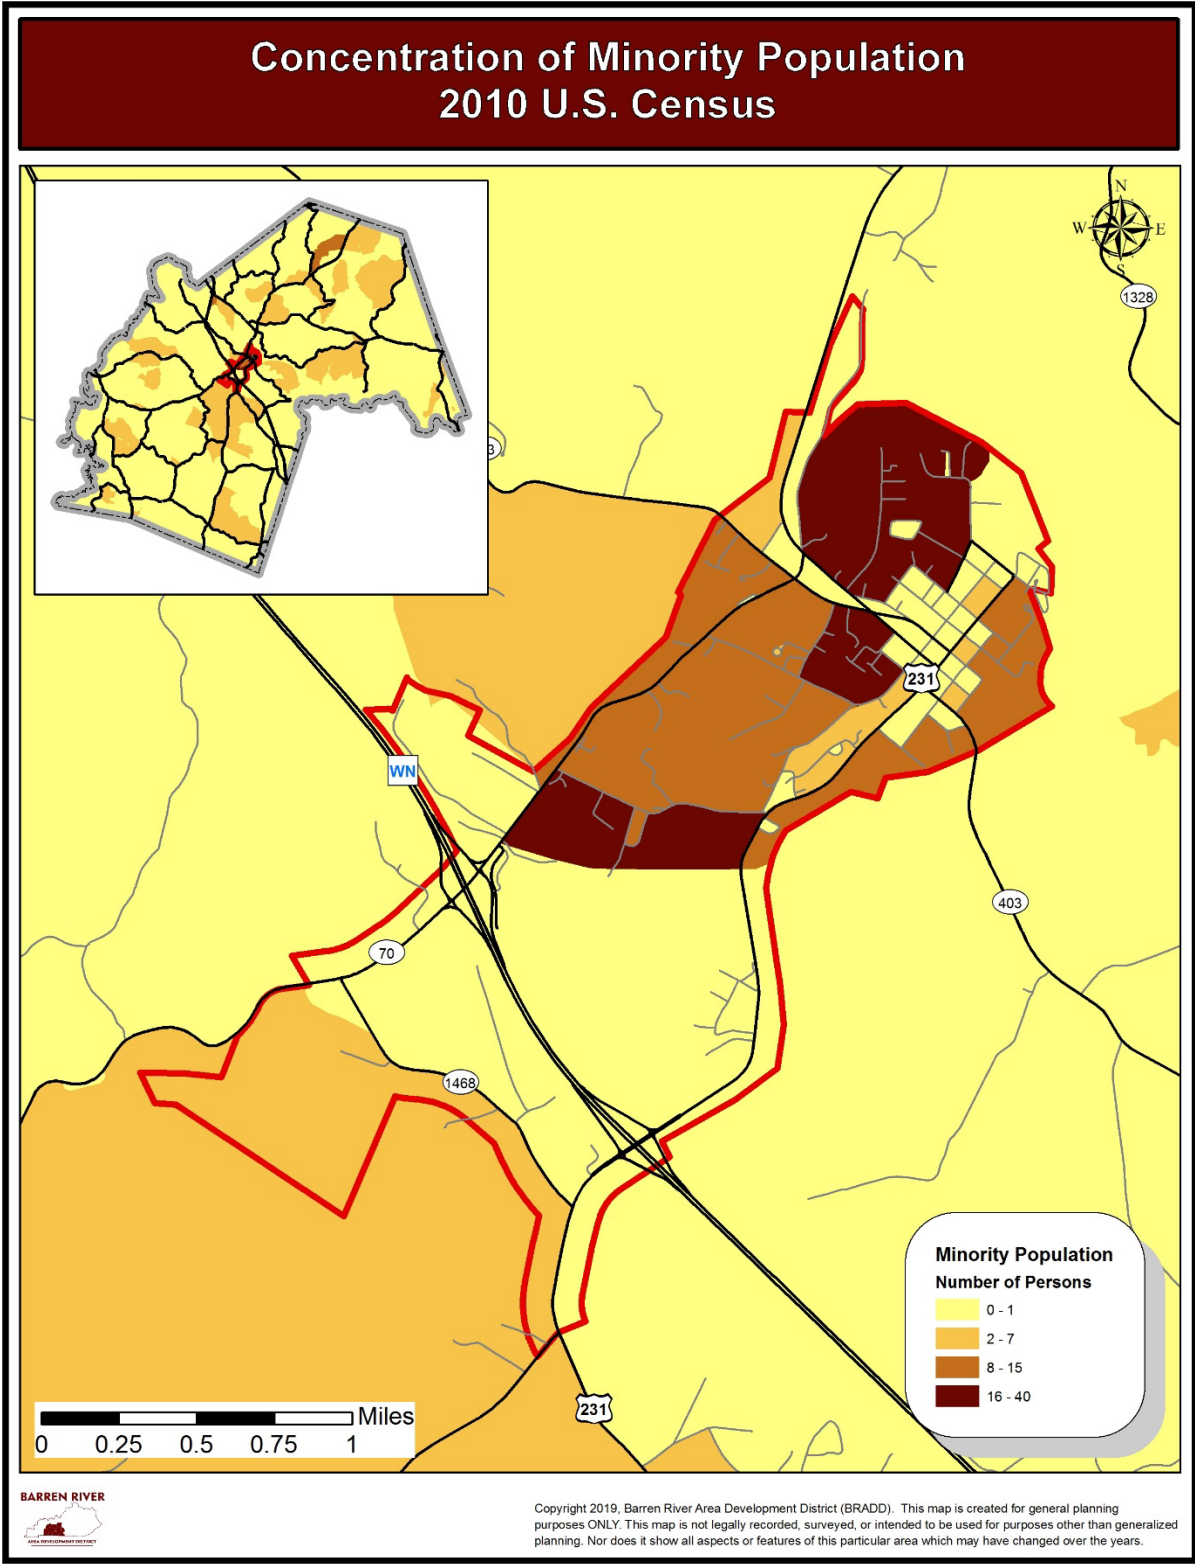 Concentration of Minority Population
2010 U.S. Census
N
W E
S
1328
3
231
WN
403
70
1468
231
Minority Population
Number of Persons
0 - 1
2 - 7
8 - 15
16 - 40
Miles
0 0.25 0.5 0.75 1
BARREN RIVER
AREA DEVELOPMENT DISTRICT
Copyright 2019, Barren River Area Development District (BRADD). This map is created for general planning
purposes ONLY. This map is not legally recorded, surveyed, or intended to be used for purposes other than generalized
planning. Nor does it show all aspects or features of this particular area which may have changed over the years.